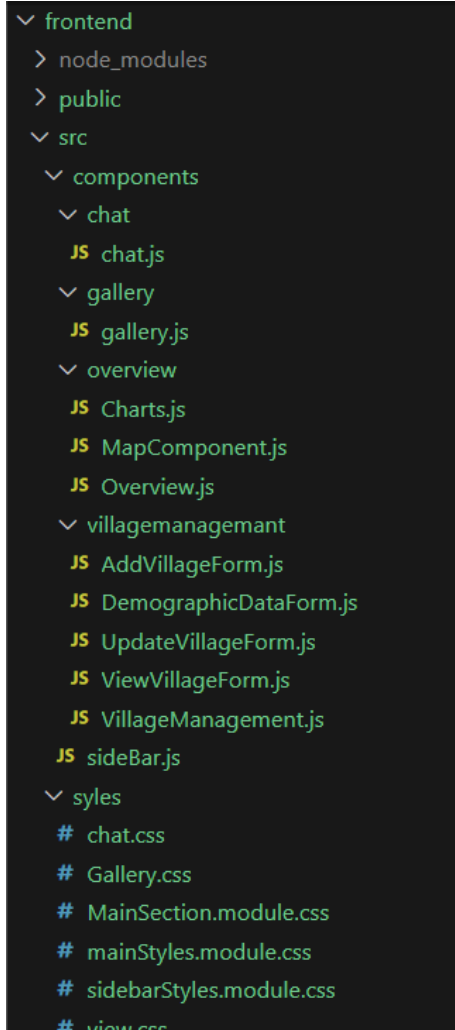 frontend
node_modules
public
src
components
chat
JS chat.js
gallery
JS gallery.js
overview
JS Charts.js
JS MapComponent.js
JS Overview.js
villagemanagemant
JS AddVillageForm.js
JS DemographicDataForm.js
JS UpdateVillageForm.js
JS ViewVillageForm.js
JS VillageManagement.js
JS sideBar.js
syles
# chat.css
# Gallery.css
# MainSection.module.css
# mainStyles.module.css
# sidebarStyles.module.css
# view.css